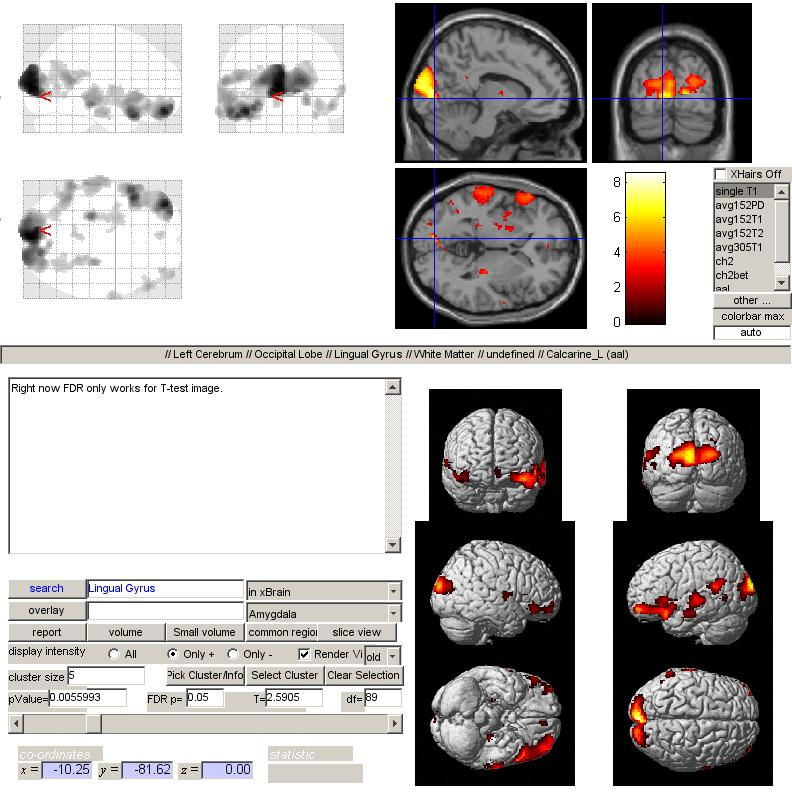 XHairs Off
single T1
avg152PD
avg152T1
avg152T2
avg305T1
ch2
ch2bet
aal
other ...
colorbar max
auto
8
6
4
2
0
// Left Cerebrum // Occipital Lobe // Lingual Gyrus // White Matter // undefined // Calcarine_L (aal)
Right now FDR only works for T-test image.
search Lingual Gyrus in xBrain
overlay Amygdala
report volume Small volume common region slice view
display intensity All Only + Only - Render Vi old
cluster size 5 Pick Cluster/Info Select Cluster Clear Selection
pValue= 0.0055993 FDR p= 0.05 T= 2.5905 df= 89
co-ordinates statistic
x = -10.25 y = -81.62 z = 0.00